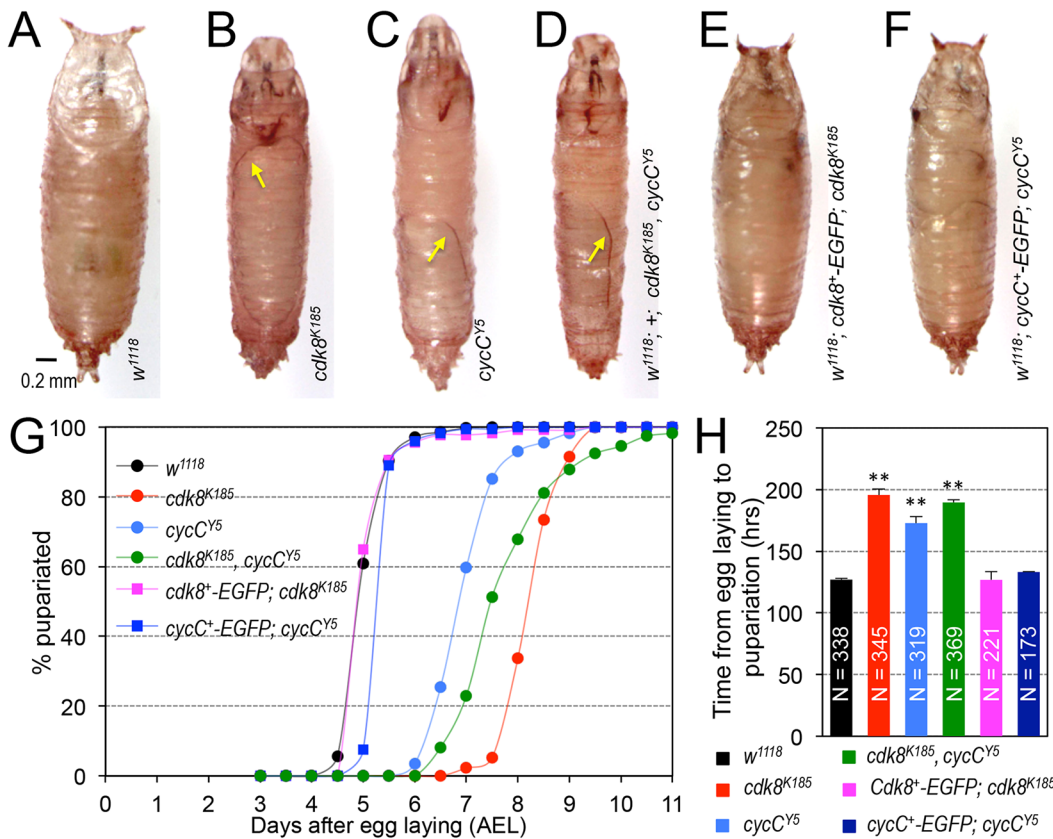 A
B
C
D
E
F
w1118
cdk8K185
cycCY5
w1118; +; cdk8K185, cycCY5
w1118; cdk8+-EGFP; cdk8K185
w1118; cycC+-EGFP; cycCY5
0.2 mm
G
% pupariated
100
80
60
40
20
0
w1118
cdk8K185
cycCY5
cdk8K185, cycCY5
cdk8+-EGFP; cdk8K185
cycC+-EGFP; cycCY5
0 1 2 3 4 5 6 7 8 9 10 11
Days after egg laying (AEL)
H
Time from egg laying to
pupariation (hrs)
250
200
150
100
50
0
** ** **
N = 338
N = 345
N = 319
N = 369
N = 221
N = 173
w1118
cdk8K185
cycCY5
cdk8K185, cycCY5
Cdk8+-EGFP; cdk8K185
cycC+-EGFP; cycCY5